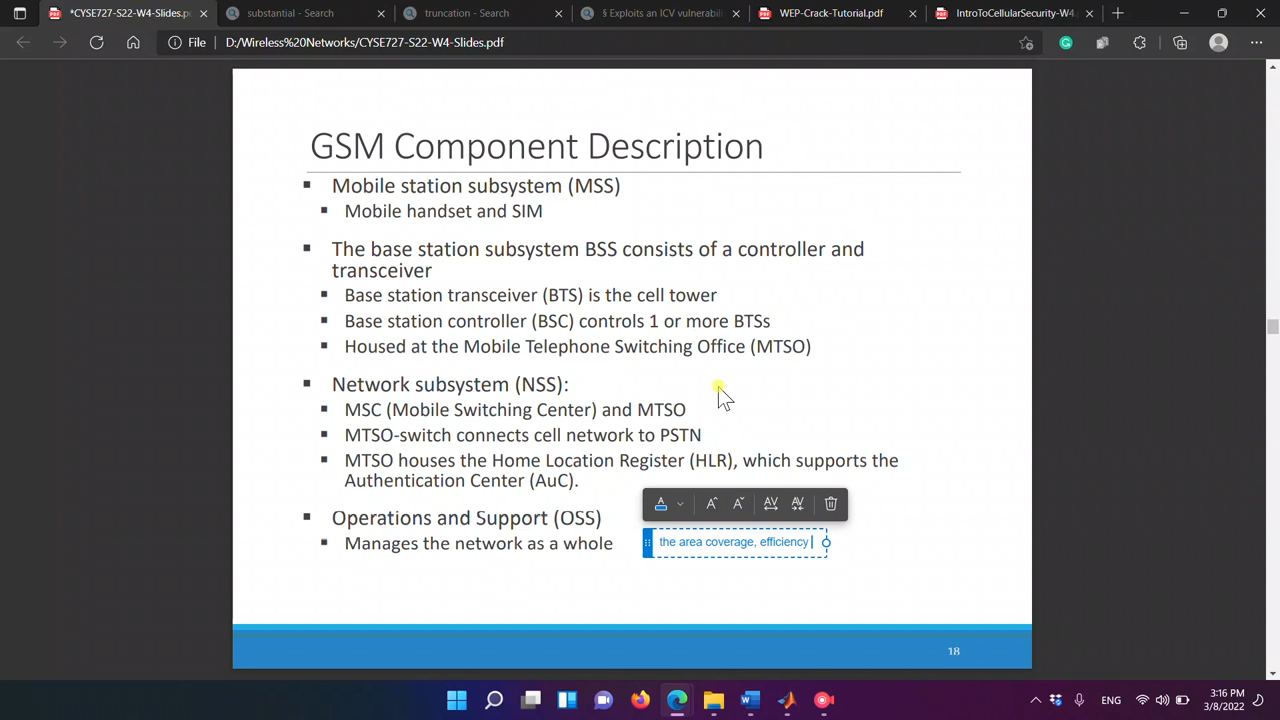 *CYSE727-S22-W4-Slides.pdf
substantial - Search
truncation - Search
§ Exploits an ICV vulnerabili
WEP-Crack-Tutorial.pdf
IntroToCellularSecurity-W4.
File
D:/Wireless%20Networks/CYSE727-S22-W4-Slides.pdf
GSM Component Description
Mobile station subsystem (MSS)
Mobile handset and SIM
The base station subsystem BSS consists of a controller and
transceiver
Base station transceiver (BTS) is the cell tower
Base station controller (BSC) controls 1 or more BTSs
Housed at the Mobile Telephone Switching Office (MTSO)
Network subsystem (NSS):
MSC (Mobile Switching Center) and MTSO
MTSO-switch connects cell network to PSTN
MTSO houses the Home Location Register (HLR), which supports the
Authentication Center (AuC).
Operations and Support (OSS)
Manages the network as a whole
the area coverage, efficiency
18
ENG
3:16 PM
3/8/2022